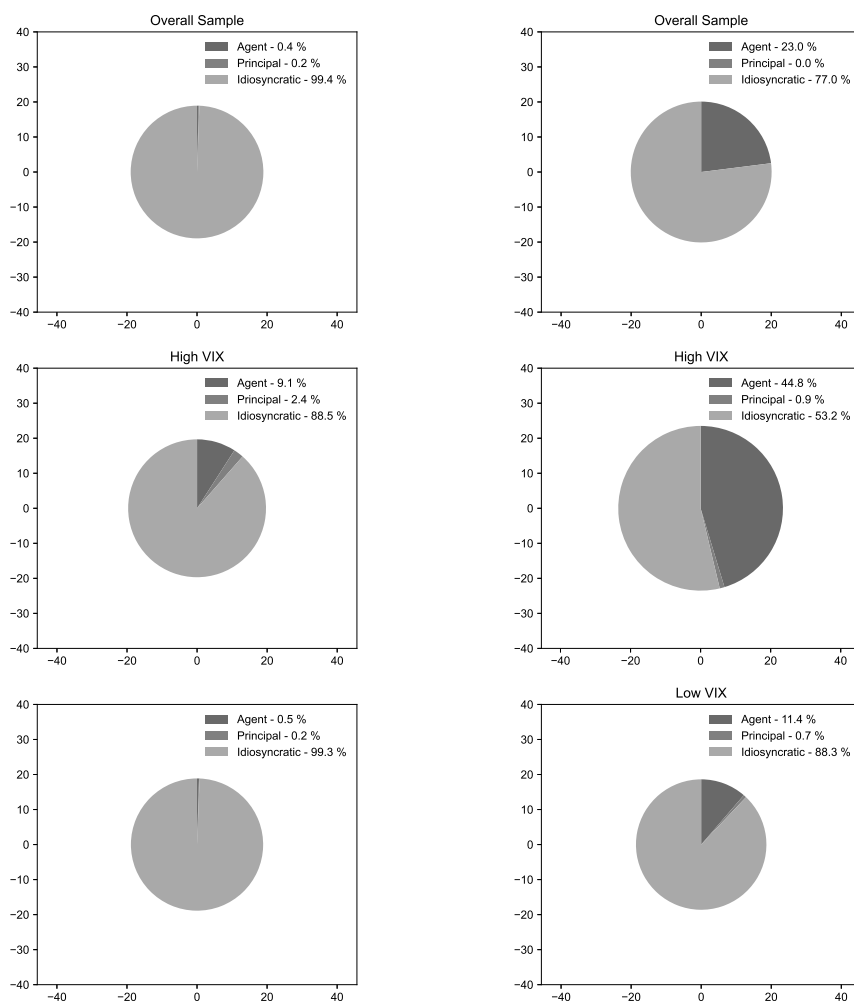 Overall Sample
Agent - 0.4 %
Principal - 0.2 %
Idiosyncratic - 99.4 %
40
30
20
10
0
−10
−20
−30
−40
−40 −20 0 20 40
Overall Sample
Agent - 23.0 %
Principal - 0.0 %
Idiosyncratic - 77.0 %
40
30
20
10
0
−10
−20
−30
−40
−40 −20 0 20 40
High VIX
Agent - 9.1 %
Principal - 2.4 %
Idiosyncratic - 88.5 %
40
30
20
10
0
−10
−20
−30
−40
−40 −20 0 20 40
High VIX
Agent - 44.8 %
Principal - 0.9 %
Idiosyncratic - 53.2 %
40
30
20
10
0
−10
−20
−30
−40
−40 −20 0 20 40
Agent - 0.5 %
Principal - 0.2 %
Idiosyncratic - 99.3 %
40
30
20
10
0
−10
−20
−30
−40
−40 −20 0 20 40
Low VIX
Agent - 11.4 %
Principal - 0.7 %
Idiosyncratic - 88.3 %
40
30
20
10
0
−10
−20
−30
−40
−40 −20 0 20 40